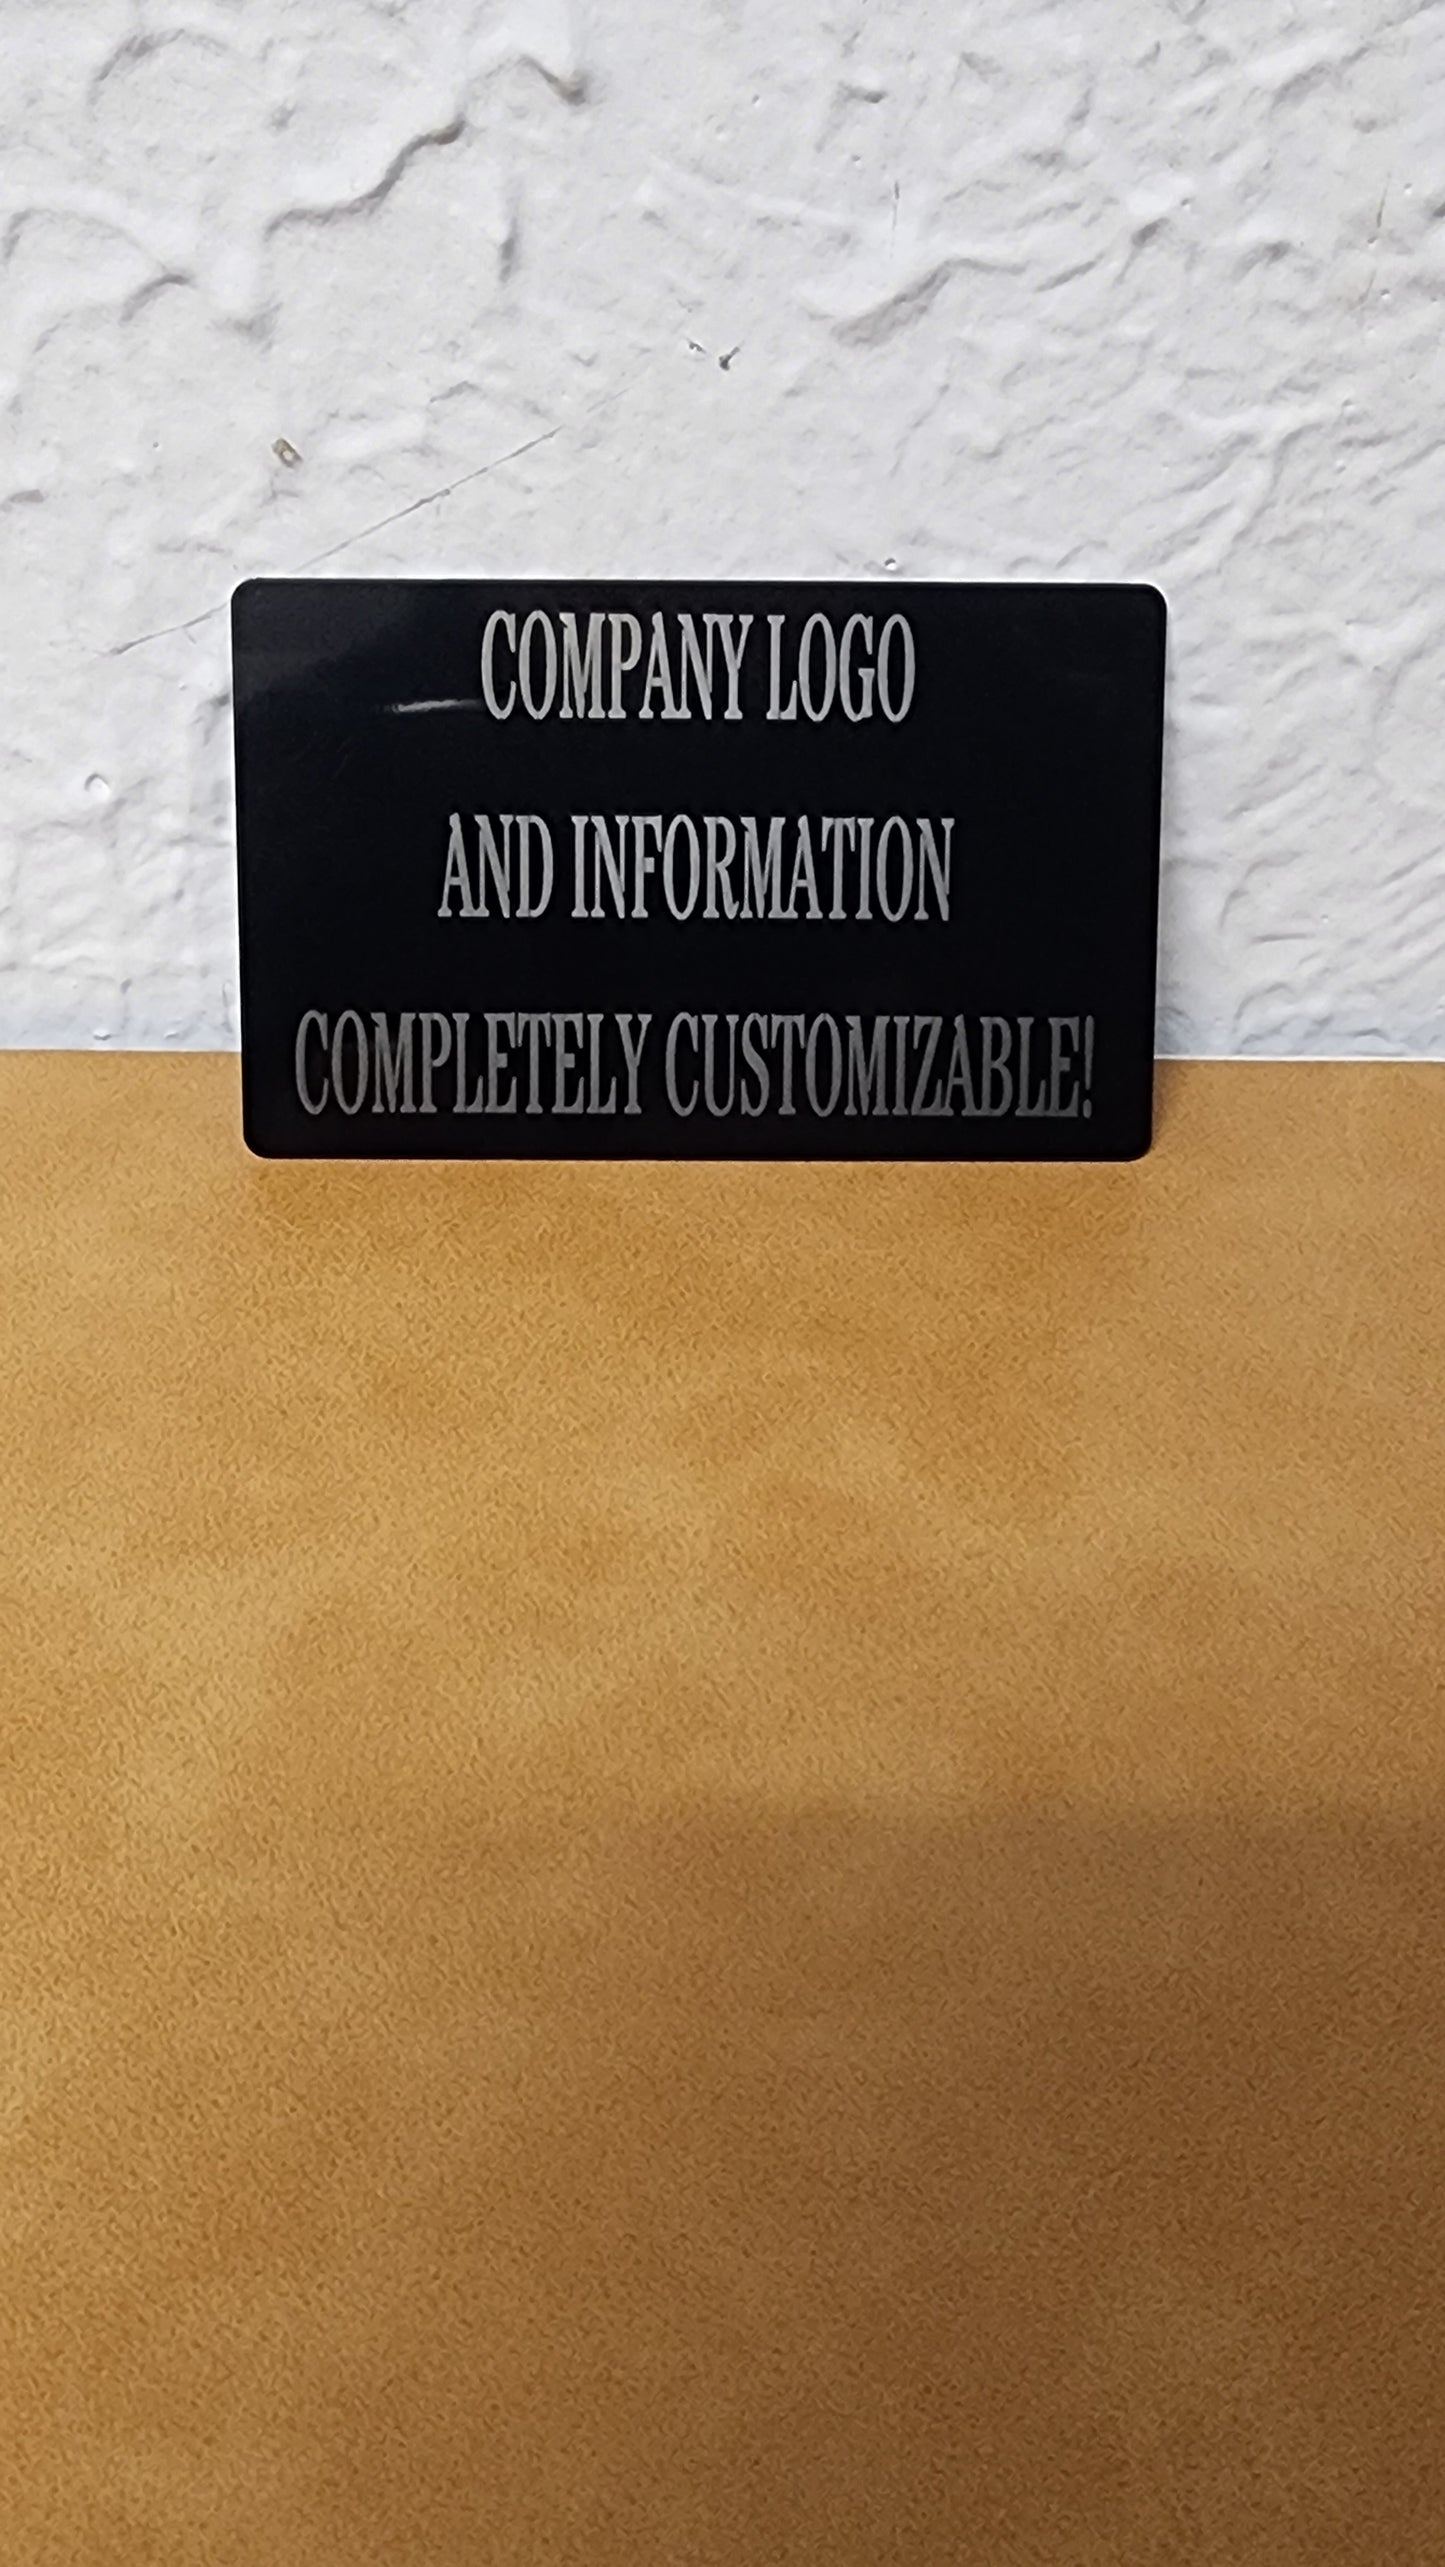 COMPANY LOGO
AND INFORMATION
COMPLETELY CUSTOMIZABLE!